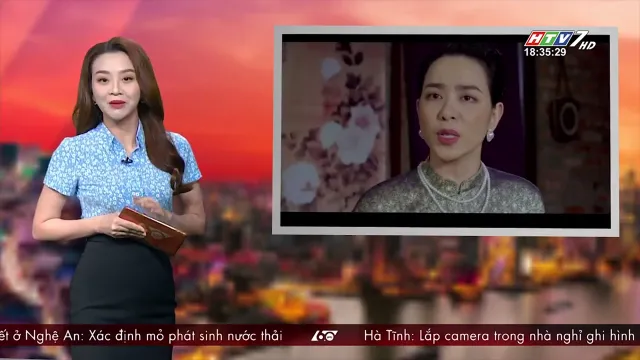 HTV7 HD
18:35:29
ết ở Nghệ An: Xác định mỏ phát sinh nước thải
60
Hà Tĩnh: Lắp camera trong nhà nghỉ ghi hình